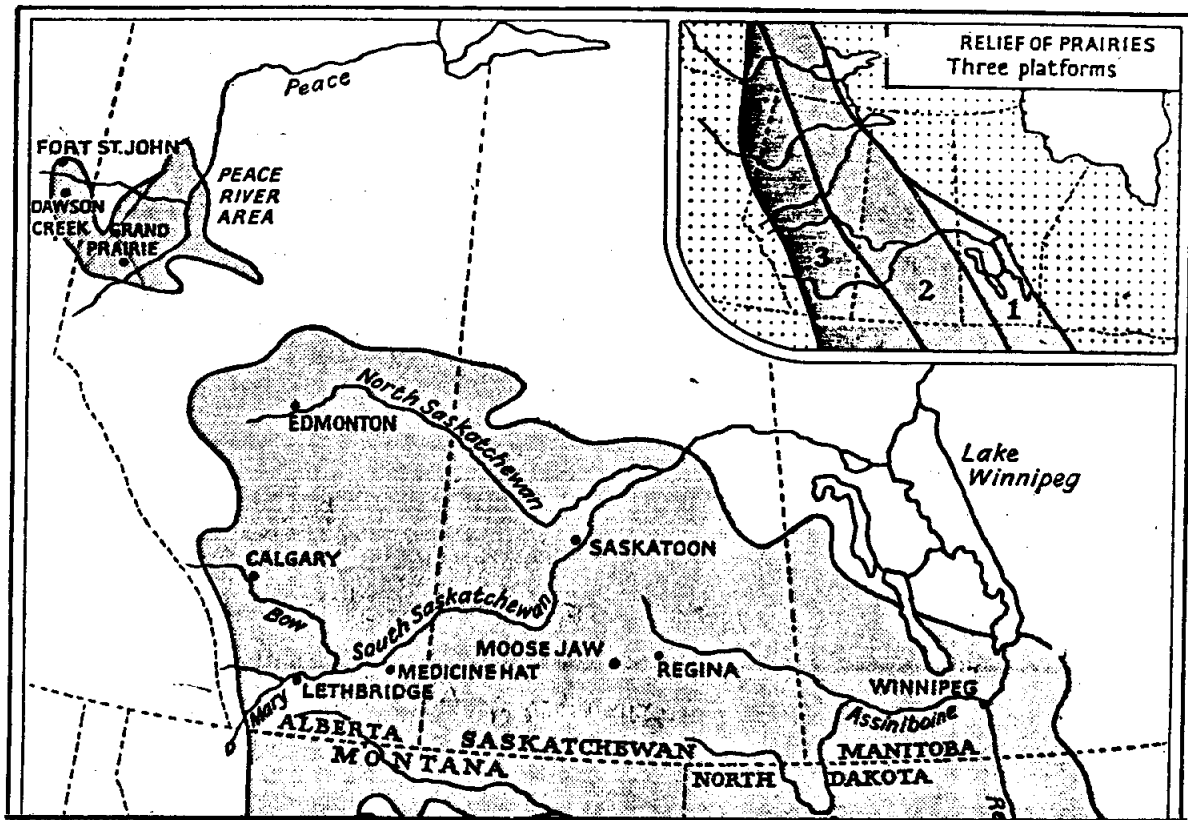 RELIEF OF PRAIRIES
Three platforms
3
2
1
Peace
FORT ST.JOHN
PEACE
RIVER
AREA
DAWSON
CREEK
GRAND
PRAIRIE
North Saskatchewan
EDMONTON
Lake
Winnipeg
SASKATOON
CALGARY
Bow
South Saskatchewan
MOOSE JAW
REGINA
MEDICINE HAT
LETHBRIDGE
Mary
WINNIPEG
Assiniboine
ALBERTA
SASKATCHEWAN
MANITOBA
MONTANA
NORTH DAKOTA
Re